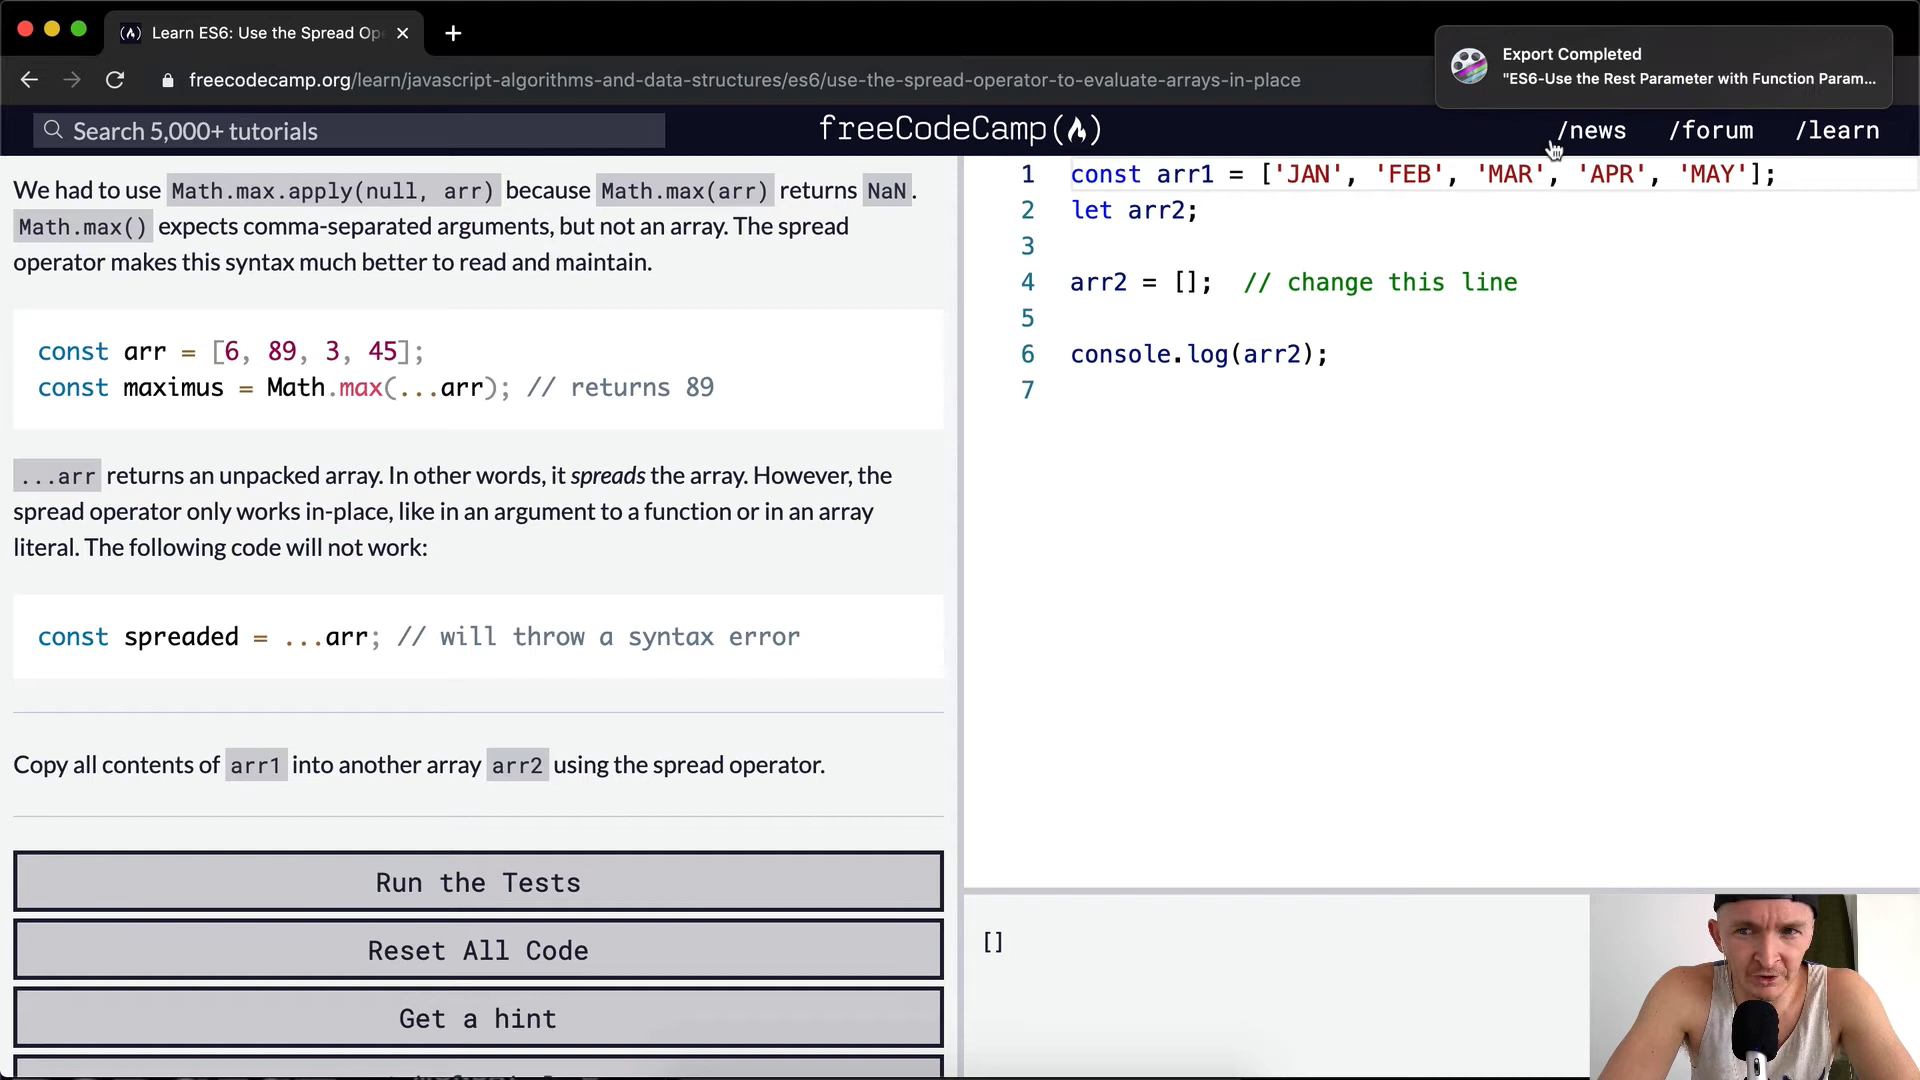 Learn ES6: Use the Spread Op
Export Completed
"ES6-Use the Rest Parameter with Function Param...
freecodecamp.org/learn/javascript-algorithms-and-data-structures/es6/use-the-spread-operator-to-evaluate-arrays-in-place
Search 5,000+ tutorials
freeCodeCamp
/news
/forum
/learn
We had to use Math.max.apply(null, arr) because Math.max(arr) returns NaN.
Math.max() expects comma-separated arguments, but not an array. The spread
operator makes this syntax much better to read and maintain.
const arr = [6, 89, 3, 45];
const maximus = Math.max(...arr); // returns 89
...arr returns an unpacked array. In other words, it spreads the array. However, the
spread operator only works in-place, like in an argument to a function or in an array
literal. The following code will not work:
const spreaded = ...arr; // will throw a syntax error
Copy all contents of arr1 into another array arr2 using the spread operator.
Run the Tests
Reset All Code
Get a hint
1 const arr1 = ['JAN', 'FEB', 'MAR', 'APR', 'MAY'];
2 let arr2;
3
4 arr2 = []; // change this line
5
6 console.log(arr2);
7
[]